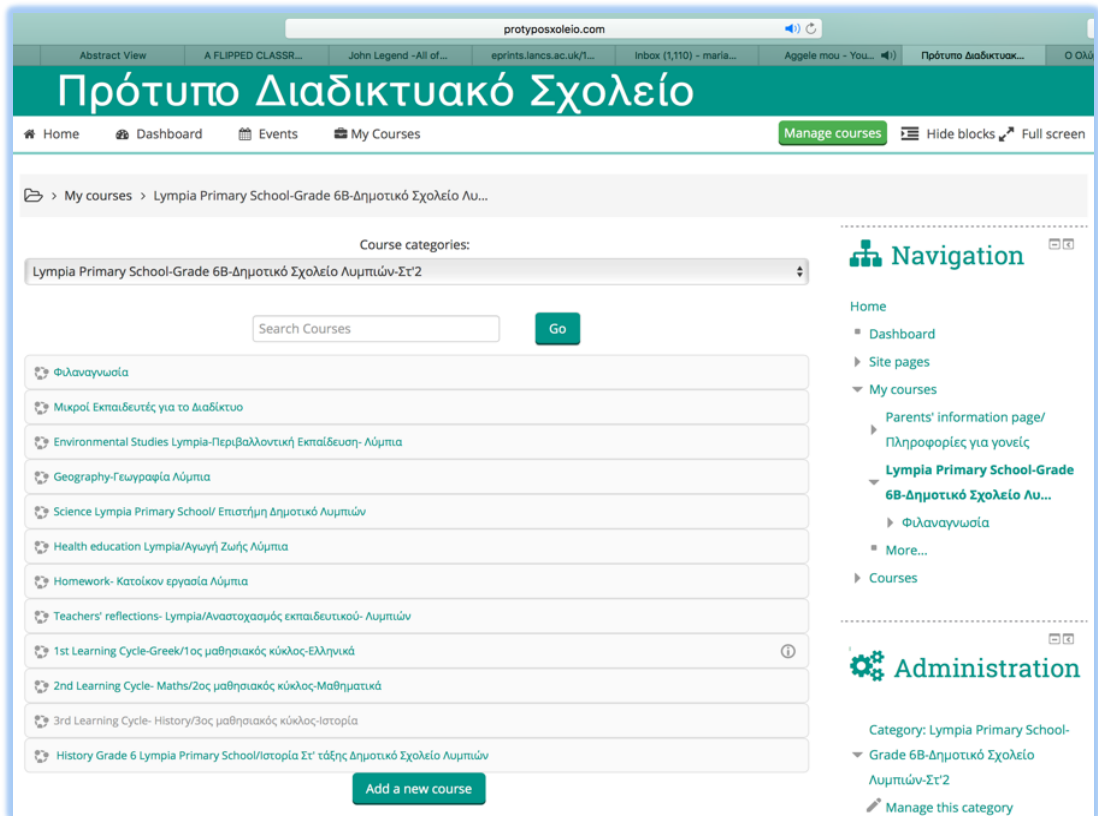 protyposxoleio.com
Abstract View
A FLIPPED CLASSR...
John Legend -All of...
eprints.lancs.ac.uk/1...
Inbox (1,110) - maria...
Aggele mou - You...
Πρότυπο Διαδικτυακ...
Ο Ολύ
Πρότυπο Διαδικτυακό Σχολείο
Home Dashboard Events My Courses Manage courses Hide blocks Full screen
> My courses > Lympia Primary School-Grade 6B-Δημοτικό Σχολείο Λυ...
Course categories:
Lympia Primary School-Grade 6B-Δημοτικό Σχολείο Λυμπιών-Στ'2
Search Courses Go
Φιλαναγνωσία
Μικροί Εκπαιδευτές για το Διαδίκτυο
Environmental Studies Lympia-Περιβαλλοντική Εκπαίδευση- Λύμπια
Geography-Γεωγραφία Λύμπια
Science Lympia Primary School/ Επιστήμη Δημοτικό Λυμπιών
Health education Lympia/Αγωγή Ζωής Λύμπια
Homework- Κατοίκον εργασία Λύμπια
Teachers' reflections- Lympia/Αναστοχασμός εκπαιδευτικού- Λυμπιών
1st Learning Cycle-Greek/1ος μαθησιακός κύκλος-Ελληνικά
2nd Learning Cycle- Maths/2ος μαθησιακός κύκλος-Μαθηματικά
3rd Learning Cycle- History/3ος μαθησιακός κύκλος-Ιστορία
History Grade 6 Lympia Primary School/Ιστορία Στ' τάξης Δημοτικό Σχολείο Λυμπιών
Add a new course
Navigation
Home
Dashboard
Site pages
My courses
Parents' information page/
Πληροφορίες για γονείς
Lympia Primary School-Grade
6B-Δημοτικό Σχολείο Λυ...
Φιλαναγνωσία
More...
Courses
Administration
Category: Lympia Primary School-
Grade 6B-Δημοτικό Σχολείο
Λυμπιών-Στ'2
Manage this category